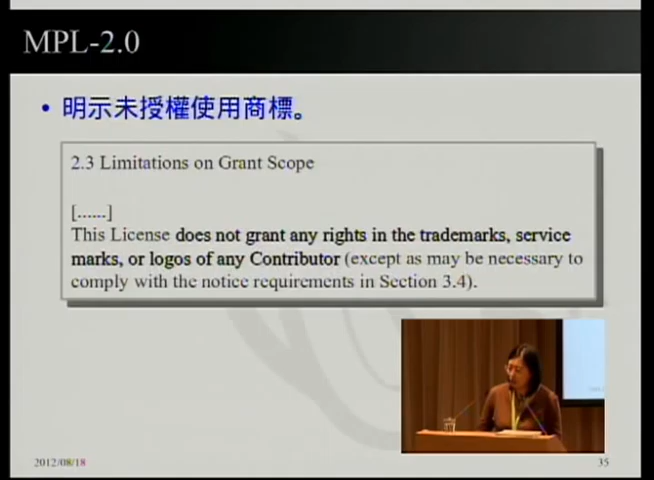 MPL-2.0
• 明示未授權使用商標。
2.3 Limitations on Grant Scope
[......]
This License does not grant any rights in the trademarks, service
marks, or logos of any Contributor (except as may be necessary to
comply with the notice requirements in Section 3.4).
2012/08/18
35